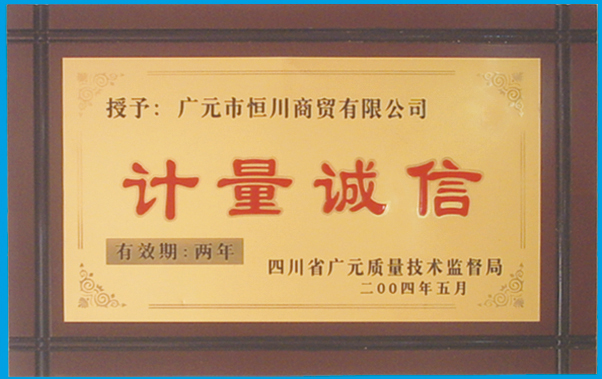 授予：广元市恒川商贸有限公司
计量诚信
有效期：两年
四川省广元质量技术监督局
二00四年五月